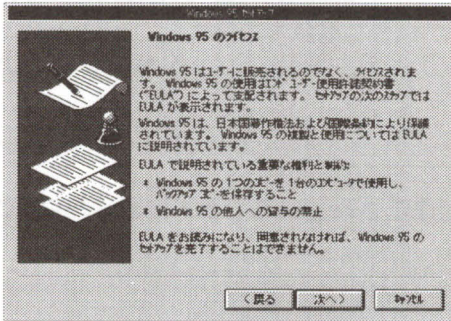 Windows 95 セットアップ
Windows 95 のライセンス
Windows 95 はユーザーに販売されるのでなく、ライセンスされま
す。 Windows 95 の使用はエンド ユーザー使用許諾契約書
("EULA") によって支配されます。 セットアップの次のステップでは
EULA が表示されます。
Windows 95 は、日本国著作権法および国際条約により保護
されています。 Windows 95 の複製と使用については EULA
に説明されています。
EULA で説明されている重要な権利と制約:
* Windows 95 の 1つのコピーを 1台のコンピュータで使用し、
バックアップ コピーを保存すること
* Windows 95 の他人への貸与の禁止
EULA をお読みになり、同意されなければ、Windows 95 の
セットアップを完了することはできません。
< 戻る
次へ >
キャンセル